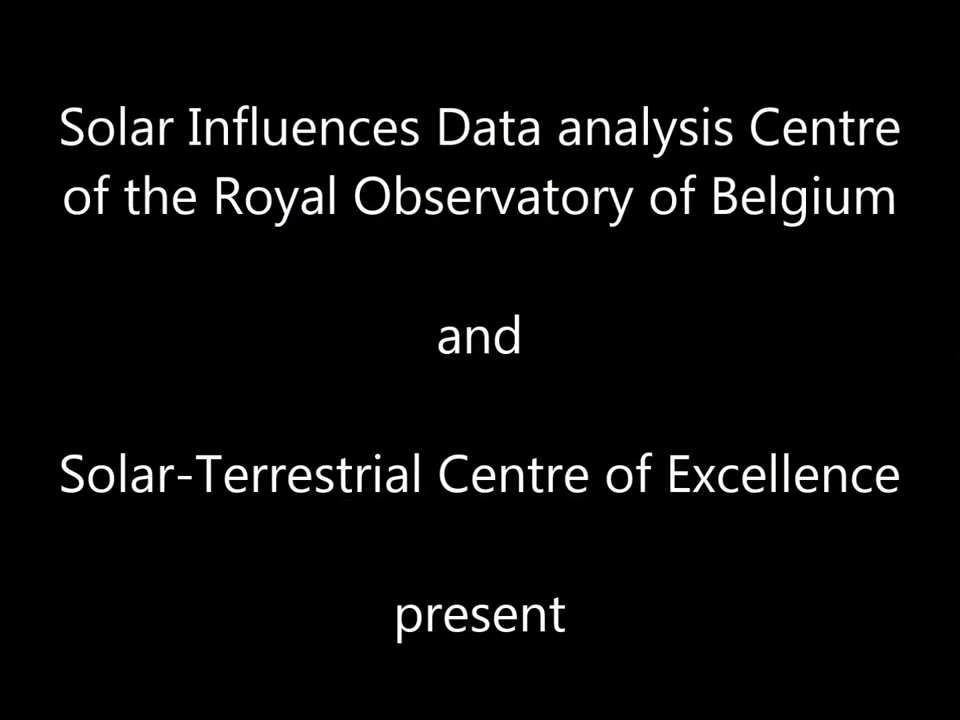 Solar Influences Data analysis Centre
of the Royal Observatory of Belgium
and
Solar-Terrestrial Centre of Excellence
present